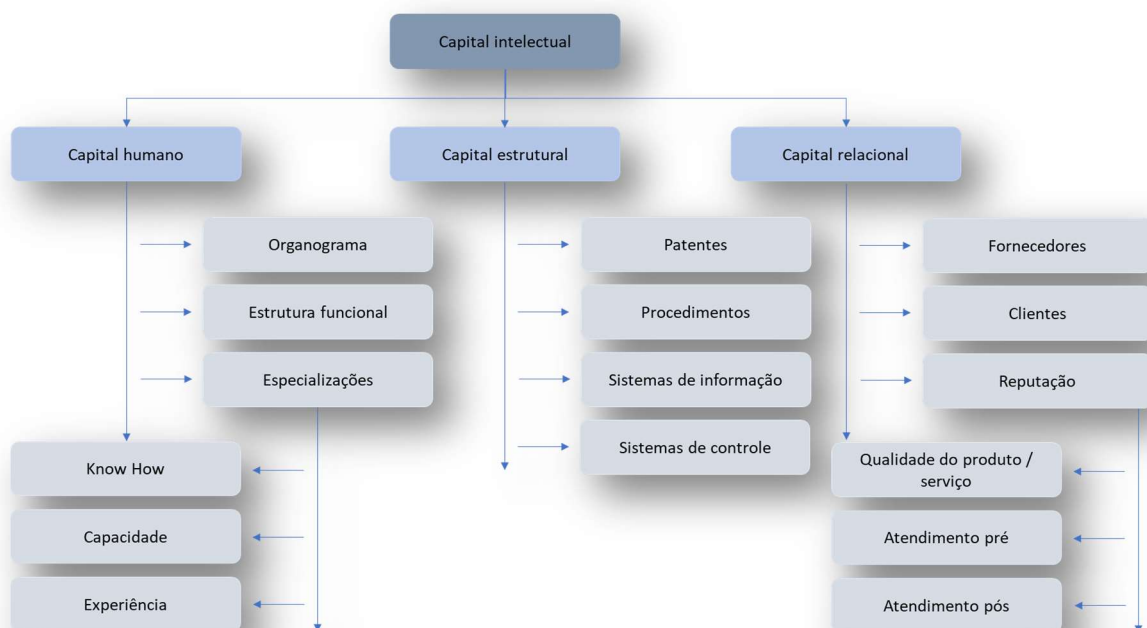 Capital intelectual
Capital humano
Capital estrutural
Capital relacional
Organograma
Patentes
Fornecedores
Estrutura funcional
Procedimentos
Clientes
Especializações
Sistemas de informação
Reputação
Know How
Sistemas de controle
Qualidade do produto /
serviço
Capacidade
Atendimento pré
Experiência
Atendimento pós